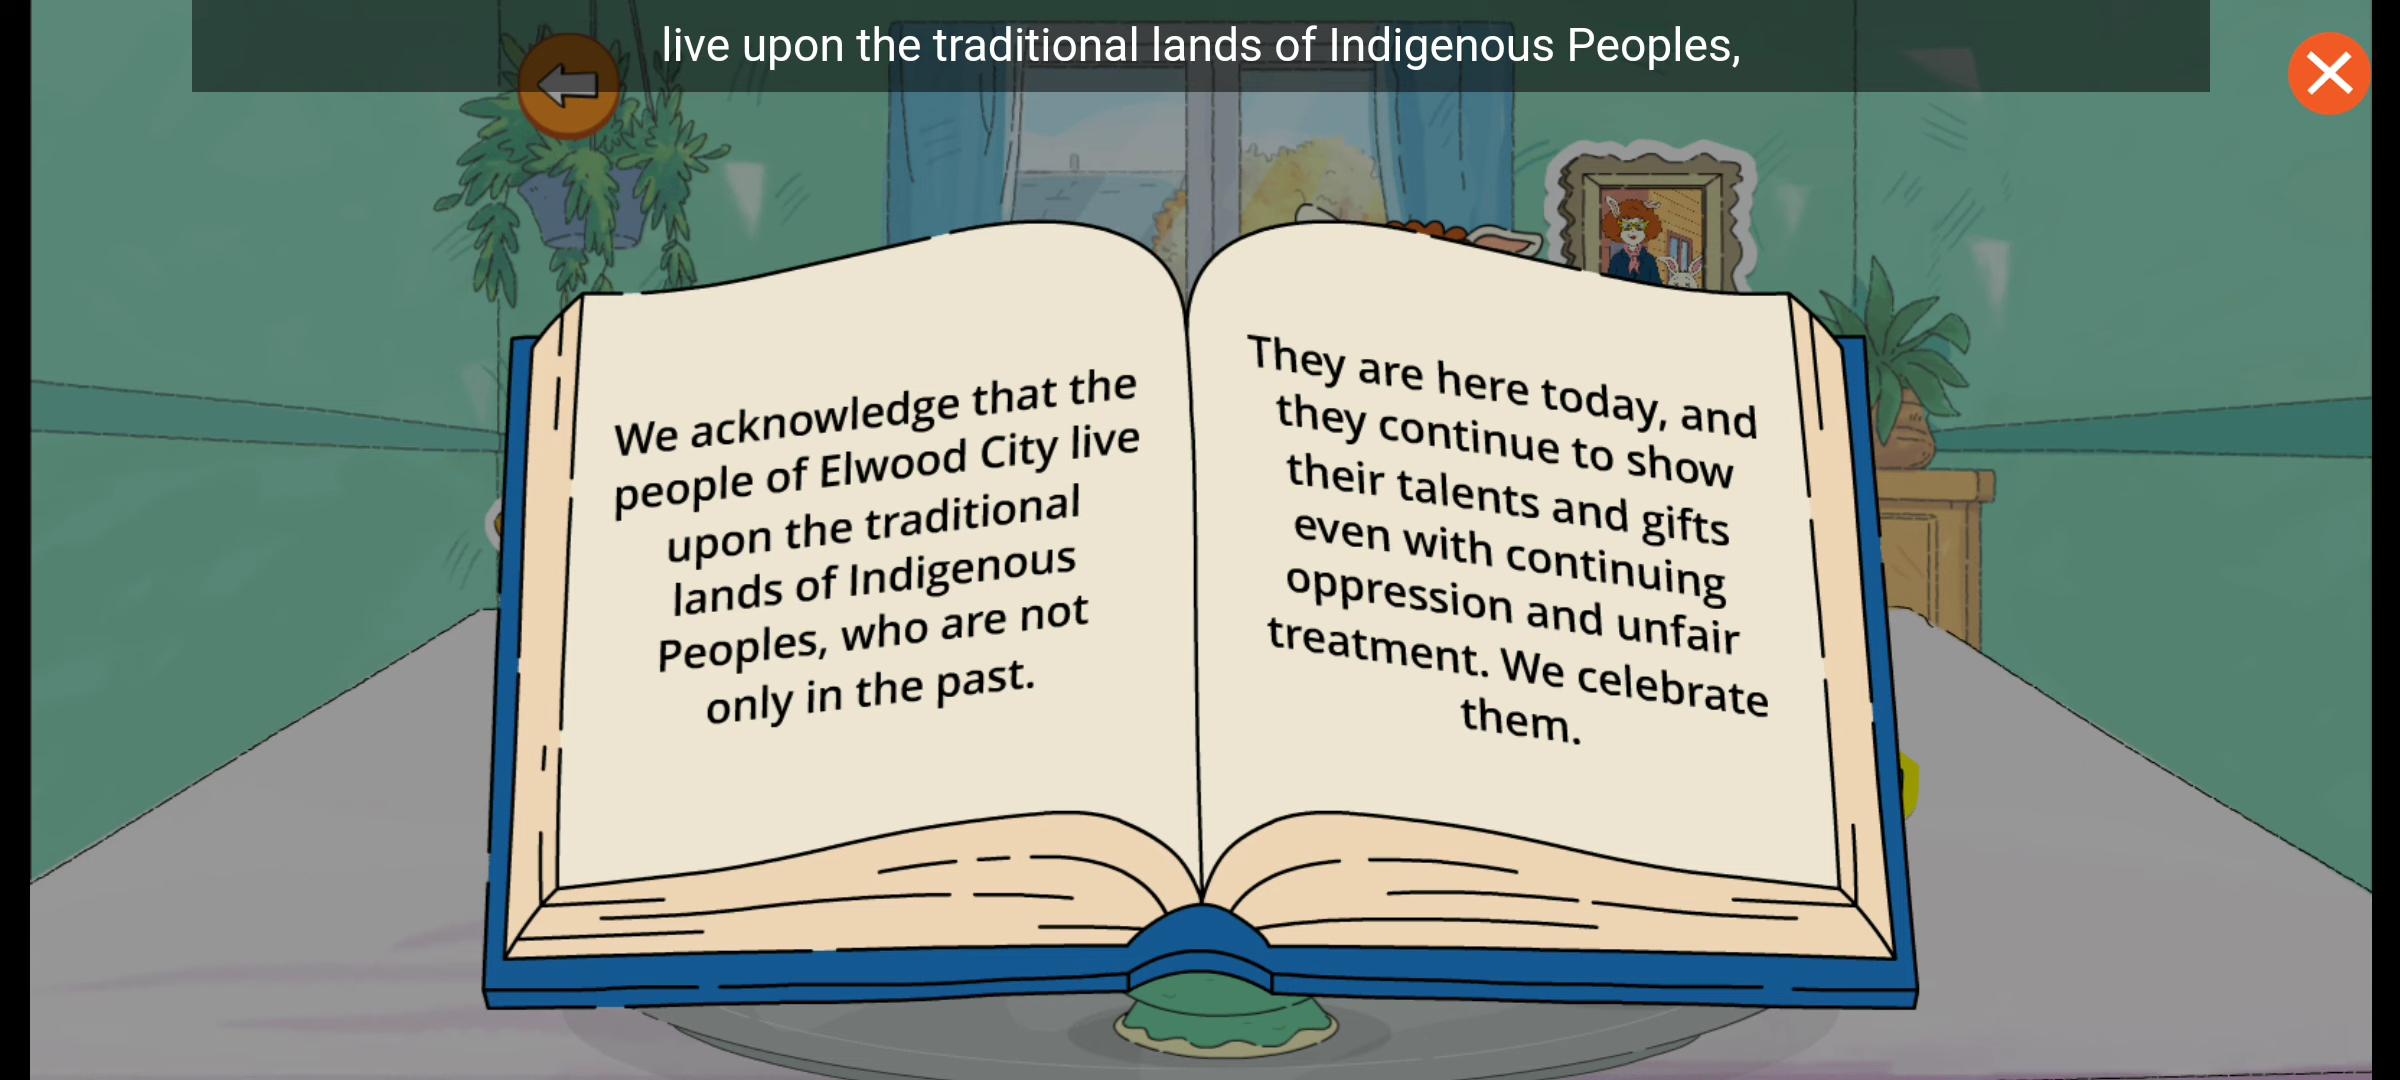 live upon the traditional lands of Indigenous Peoples,
We acknowledge that the
people of Elwood City live
upon the traditional
lands of Indigenous
Peoples, who are not
only in the past.
They are here today, and
they continue to show
their talents and gifts
even with continuing
oppression and unfair
treatment. We celebrate
them.